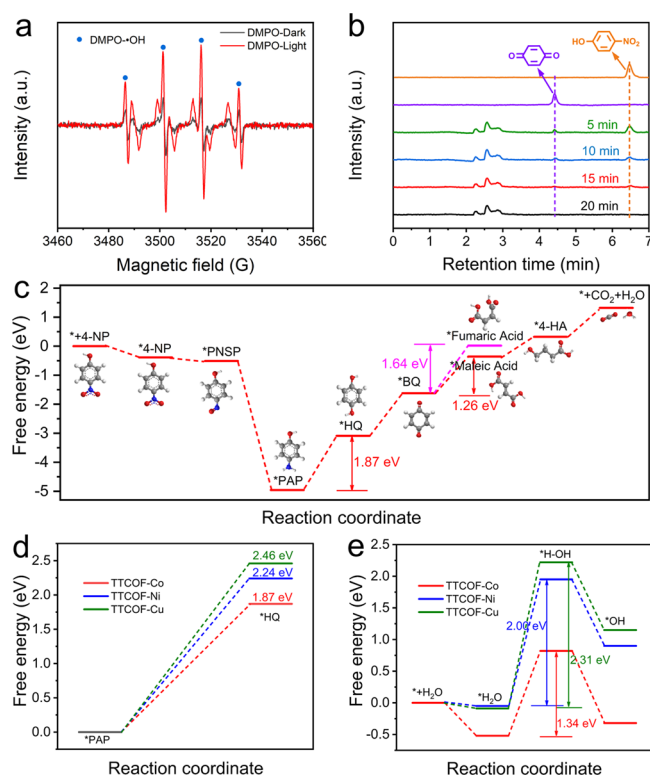 a
DMPO-•OH
DMPO-Dark
DMPO-Light
Intensity (a.u.)
3460
3500
3520
3560
Magnetic field (G)
b
O
O
HO
NO2
5 min
10 min
15 min
20 min
Intensity (a.u.)
0
1
2
3
4
5
6
7
Retention time (min)
c
Free energy (eV)
2
1
0
-1
-2
-3
-4
-5
*+4-NP
*4-NP
*PNSP
*PAP
*HQ
1.87 eV
*BQ
1.64 eV
*Fumaric Acid
*Maleic Acid
1.26 eV
*4-HA
*+CO2+H2O
Reaction coordinate
d
TTCOF-Co
TTCOF-Ni
TTCOF-Cu
2.46 eV
2.24 eV
1.87 eV
*HQ
*PAP
Free energy (eV)
2.5
2.0
1.5
1.0
0.5
0.0
Reaction coordinate
e
TTCOF-Co
TTCOF-Ni
TTCOF-Cu
*H-OH
*OH
2.00 eV
2.31 eV
1.34 eV
*+H2O
*H2O
Free energy (eV)
2.5
2.0
1.5
1.0
0.5
0.0
-0.5
Reaction coordinate